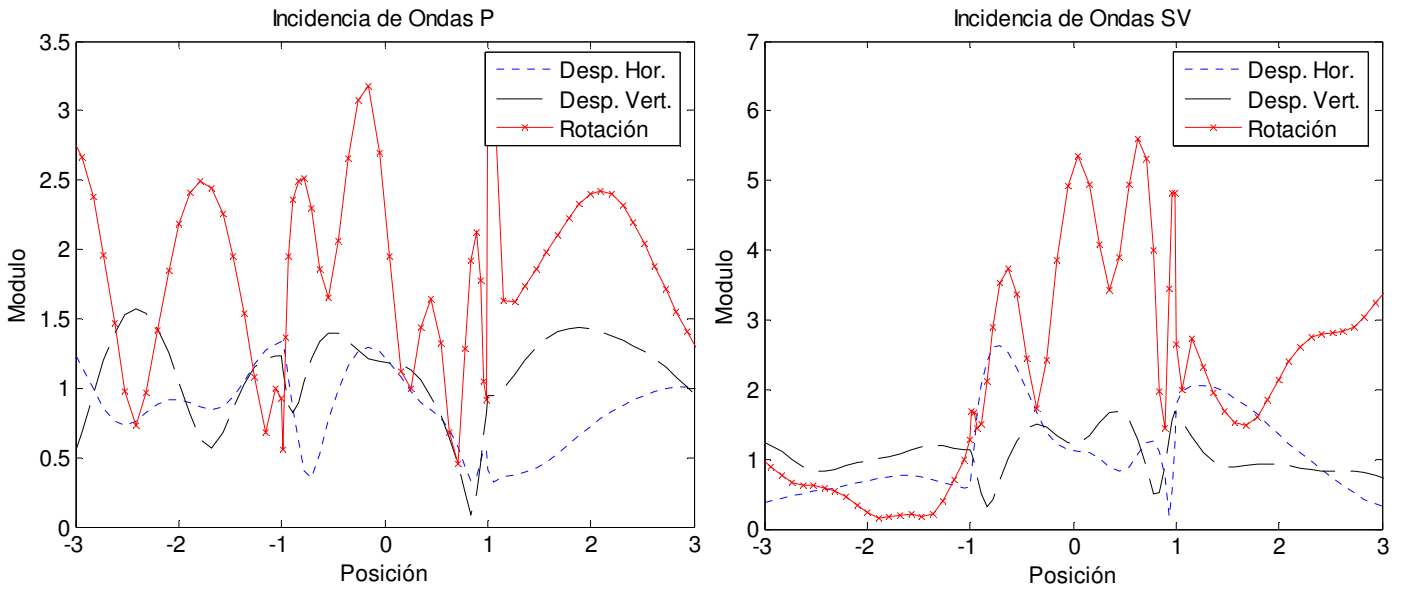 Incidencia de Ondas P
3.5
3
2.5
2
1.5
1
0.5
0
-3
-2
-1
0
1
2
3
Modulo
Posición
Desp. Hor.
Desp. Vert.
Rotación
Incidencia de Ondas SV
7
6
5
4
3
2
1
0
-3
-2
-1
0
1
2
3
Modulo
Posición
Desp. Hor.
Desp. Vert.
Rotación